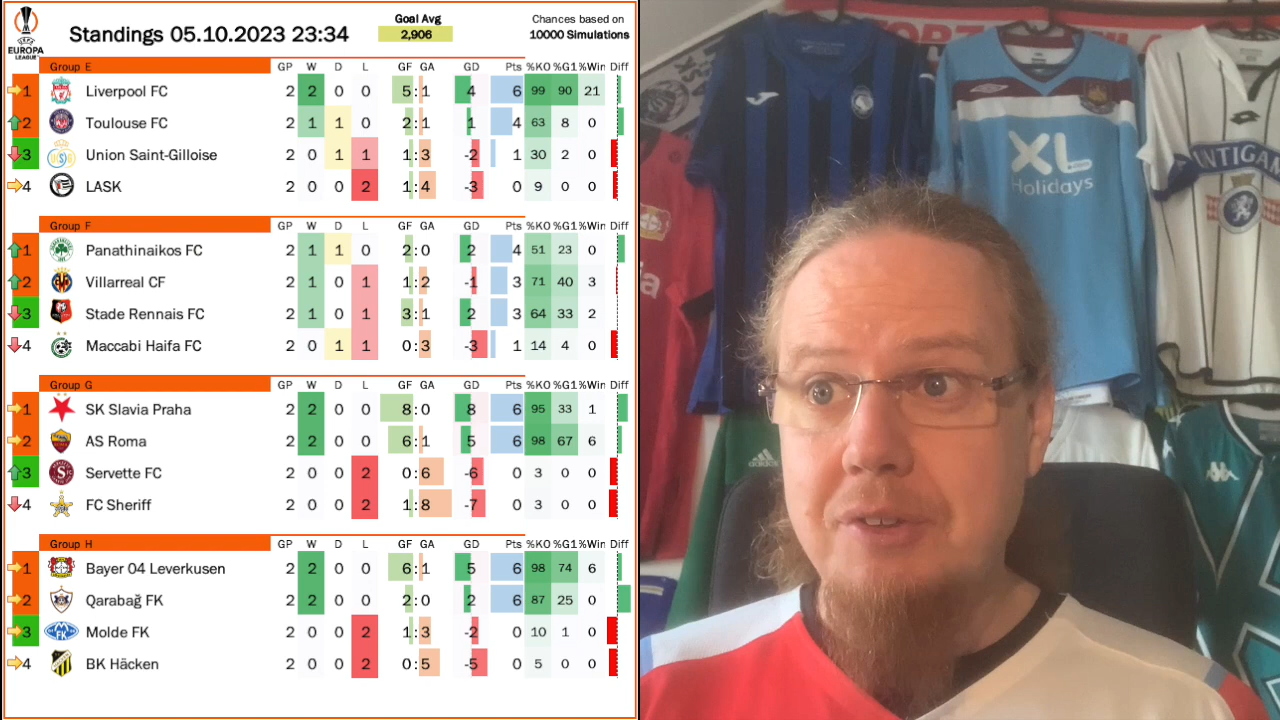 UEFA
EUROPA
LEAGUE
Standings 05.10.2023 23:34
Goal Avg
2,906
Chances based on
10000 Simulations
Group E GP W D L GF GA GD Pts %KO %G1 %Win Diff
1 Liverpool FC 2 2 0 0 5:1 4 6 99 90 21
2 Toulouse FC 2 1 1 0 2:1 1 4 63 8 0
3 Union Saint-Gilloise 2 0 1 1 1:3 -2 1 30 2 0
4 LASK 2 0 0 2 1:4 -3 0 9 0 0
Group F GP W D L GF GA GD Pts %KO %G1 %Win Diff
1 Panathinaikos FC 2 1 1 0 2:0 2 4 51 23 0
2 Villarreal CF 2 1 0 1 1:2 -1 3 71 40 3
3 Stade Rennais FC 2 1 0 1 3:1 2 3 64 33 2
4 Maccabi Haifa FC 2 0 1 1 0:3 -3 1 14 4 0
Group G GP W D L GF GA GD Pts %KO %G1 %Win Diff
1 SK Slavia Praha 2 2 0 0 8:0 8 6 95 33 1
2 AS Roma 2 2 0 0 6:1 5 6 98 67 6
3 Servette FC 2 0 0 2 0:6 -6 0 3 0 0
4 FC Sheriff 2 0 0 2 1:8 -7 0 3 0 0
Group H GP W D L GF GA GD Pts %KO %G1 %Win Diff
1 Bayer 04 Leverkusen 2 2 0 0 6:1 5 6 98 74 6
2 Qarabağ FK 2 2 0 0 2:0 2 6 87 25 0
3 Molde FK 2 0 0 2 1:3 -2 0 10 1 0
4 BK Häcken 2 0 0 2 0:5 -5 0 5 0 0
XL
Holidays
NTIGAN
adidas